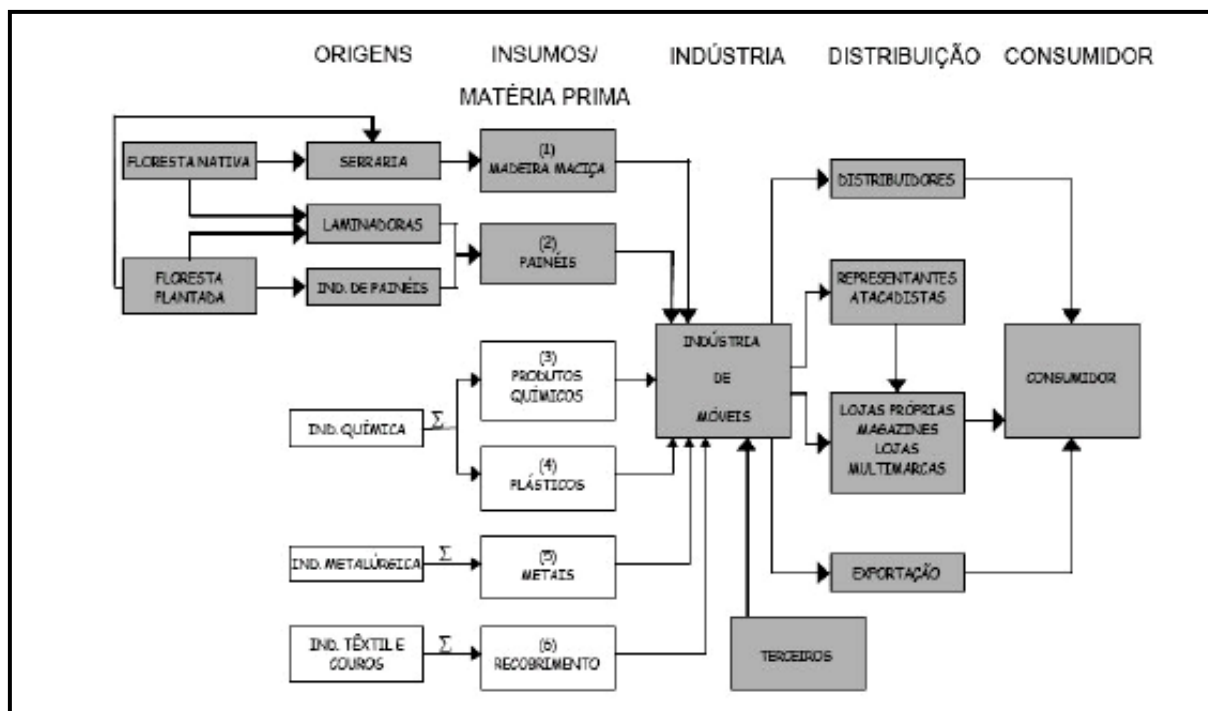 ORIGENS
INSUMOS/
MATÉRIA PRIMA
INDÚSTRIA
DISTRIBUIÇÃO
CONSUMIDOR
FLORESTA NATIVA
SERRARIA
(1)
MADEIRA MACIÇA
DISTRIBUIDORES
LAMINADORAS
(2)
PAINÉIS
FLORESTA
PLANTADA
IND. DE PAINÉIS
REPRESENTANTES
ATACADISTAS
INDÚSTRIA
DE
MÓVEIS
CONSUMIDOR
(3)
PRODUTOS
QUÍMICOS
IND. QUÍMICA
Σ
(4)
PLÁSTICOS
LOJAS PRÓPRIAS
MAGAZINES
LOJAS
MULTIMARCAS
IND. METALÚRGICA
Σ
(5)
METAIS
EXPORTAÇÃO
IND. TÊXTIL E
COUROS
Σ
(6)
RECOBRIMENTO
TERCEIROS